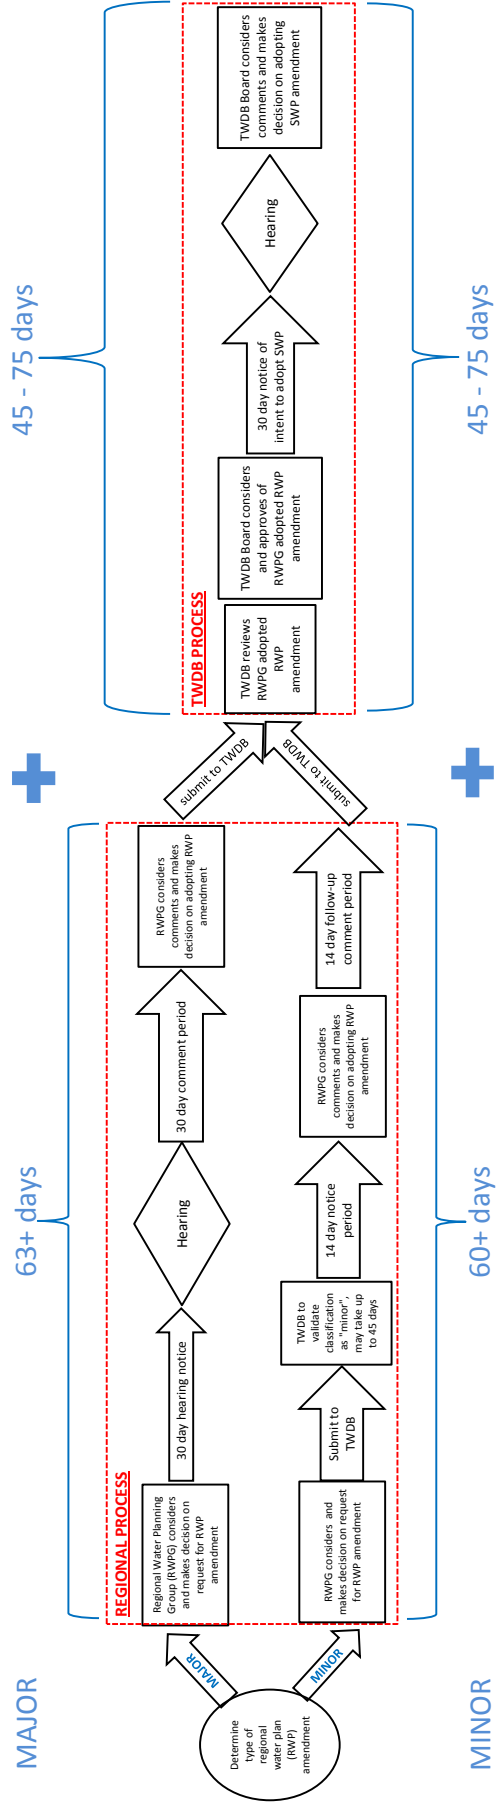 MAJOR
63+ days
45 - 75 days
REGIONAL PROCESS
TWDB PROCESS
Determine
type of
regional
water plan
(RWP)
amendment
MAJOR
Regional Water Planning
Group (RWPG) considers
and makes decision on
request for RWP
amendment
30 day hearing notice
Hearing
30 day comment period
RWPG considers
comments and makes
decision on adopting RWP
amendment
submit to TWDB
MINOR
RWPG considers and
makes decision on request
for RWP amendment
Submit to
TWDB
TWDB to
validate
classification
as "minor",
may take up
to 45 days
14 day notice
period
RWPG considers
comments and makes
decision on adopting RWP
amendment
14 day follow-up
comment period
submit to TWDB
TWDB reviews
RWPG adopted
RWP
amendment
TWDB Board considers
and approves of
RWPG adopted RWP
amendment
30 day notice of
intent to adopt SWP
Hearing
TWDB Board considers
comments and makes
decision on adopting
SWP amendment
MINOR
60+ days
45 - 75 days